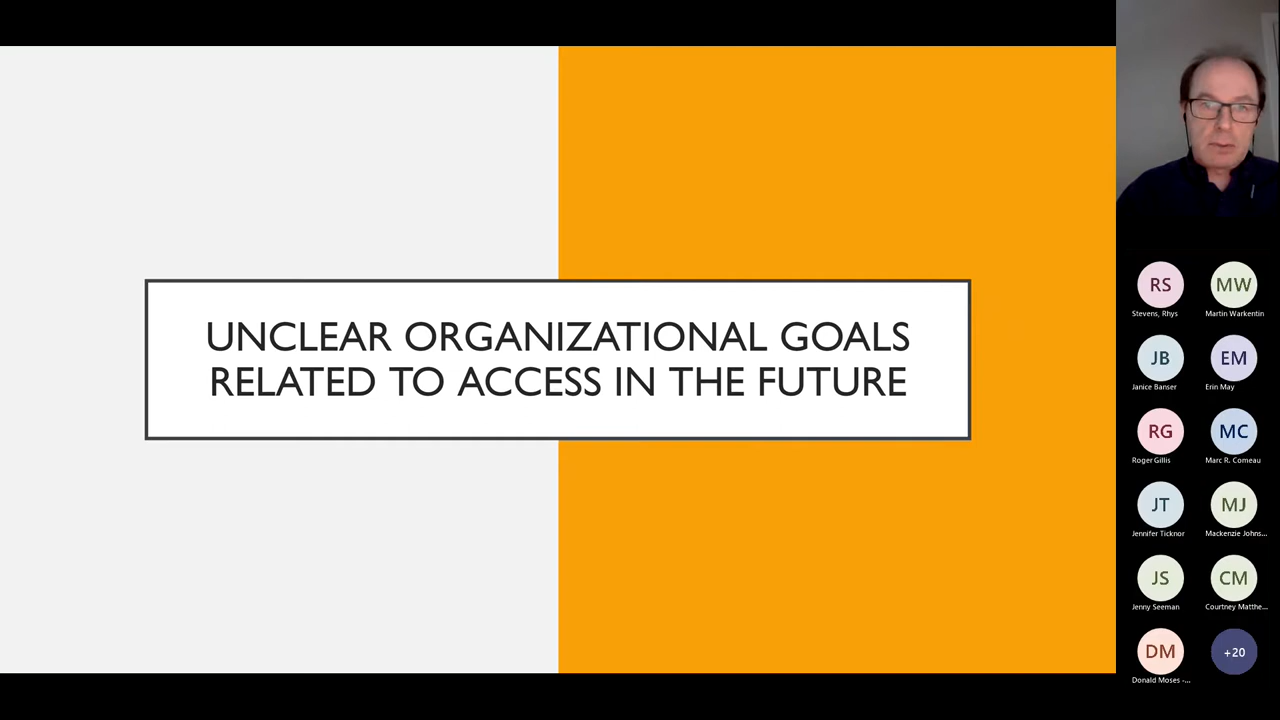 UNCLEAR ORGANIZATIONAL GOALS
RELATED TO ACCESS IN THE FUTURE
RS
MW
Stevens, Rhys
Martin Warkentin
JB
EM
Janice Banser
Erin May
RG
MC
Roger Gillis
Marc R. Comeau
JT
MJ
Jennifer Ticknor
Mackenzie Johns...
JS
CM
Jenny Seeman
Courtney Matthe...
DM
+20
Donald Moses -...